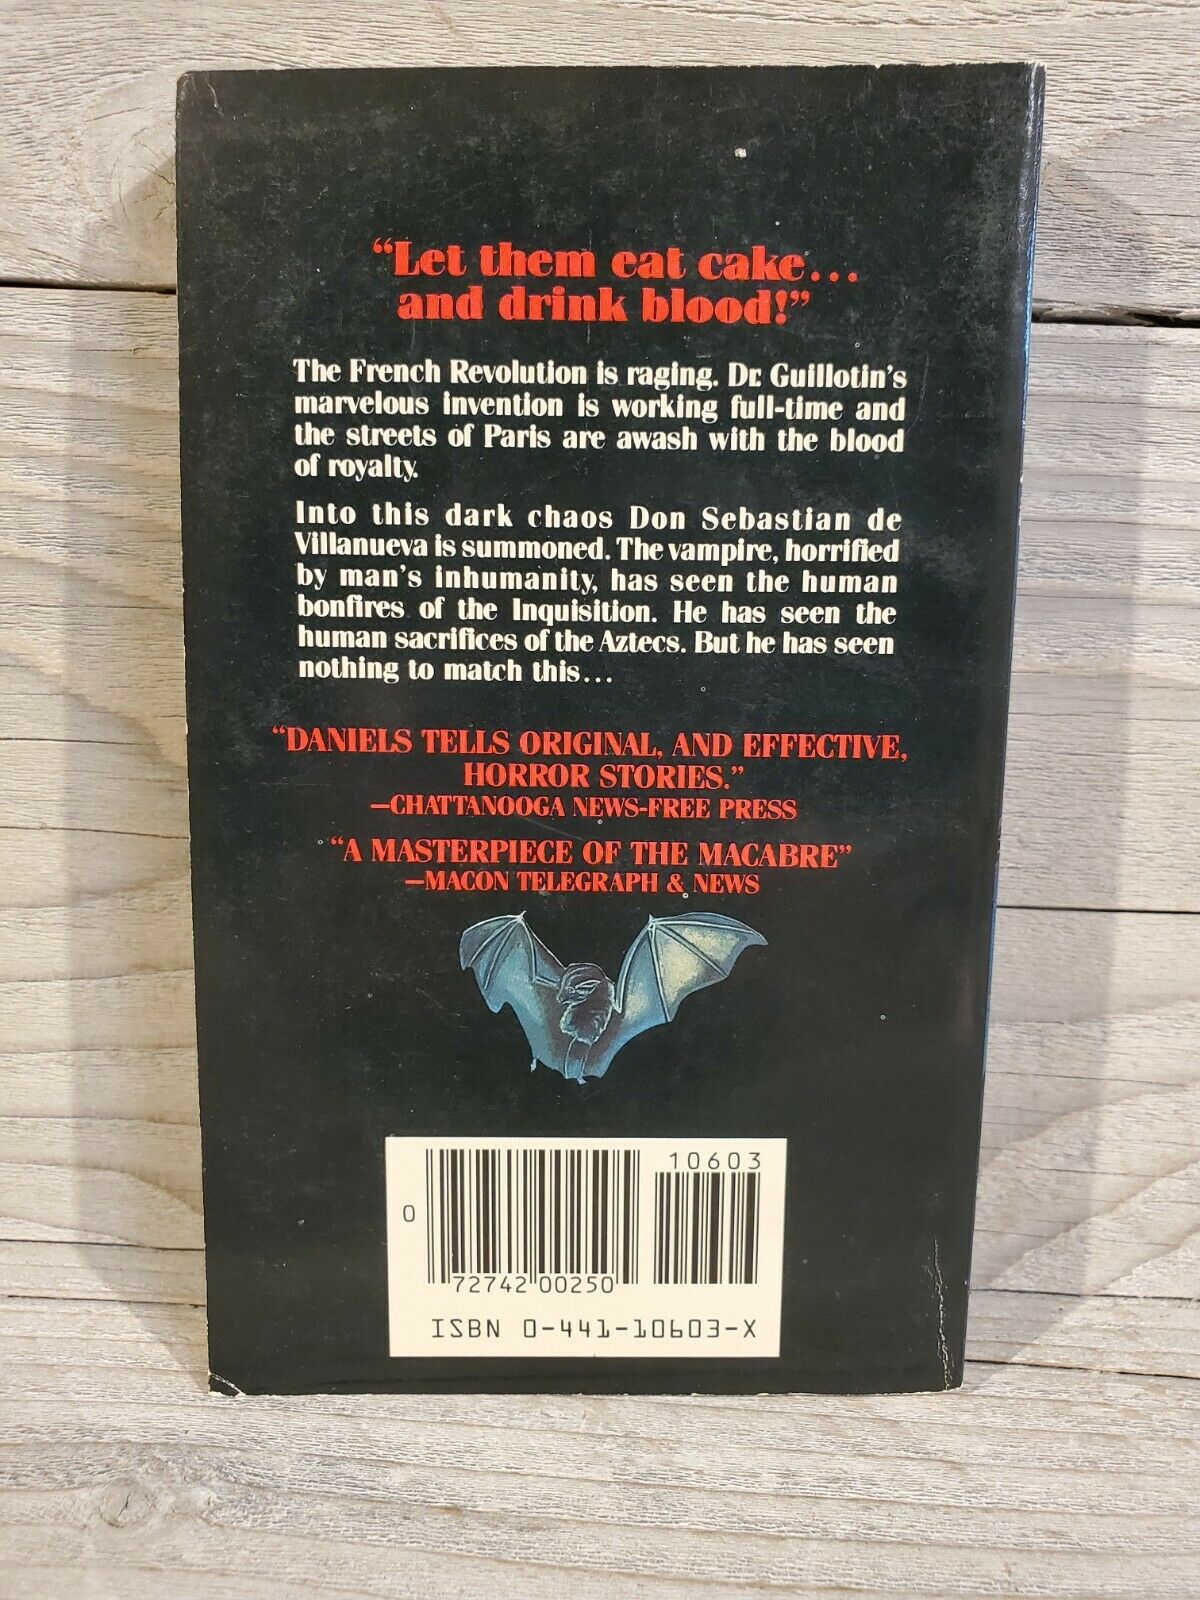 “Let them eat cake...
and drink blood!”
The French Revolution is raging. Dr. Guillotin’s
marvelous invention is working full-time and
the streets of Paris are awash with the blood
of royalty.
Into this dark chaos Don Sebastian de
Villanueva is summoned. The vampire, horrified
by man’s inhumanity, has seen the human
bonfires of the Inquisition. He has seen the
human sacrifices of the Aztecs. But he has seen
nothing to match this...
“DANIELS TELLS ORIGINAL, AND EFFECTIVE,
HORROR STORIES.”
—CHATTANOOGA NEWS-FREE PRESS
“A MASTERPIECE OF THE MACABRE”
—MACON TELEGRAPH & NEWS
10603
0
72742 00250
ISBN 0-441-10603-X